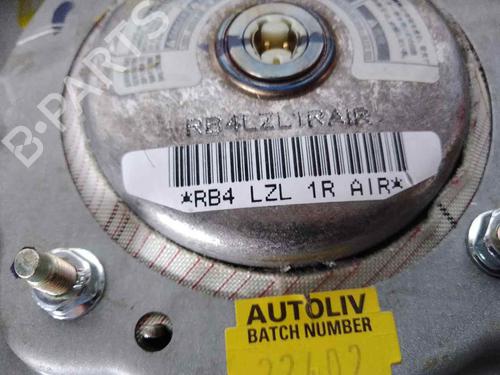 B-PARTS
RB4LZL1RAIR
*RB4 LZL 1R AIR*
AUTOLIV
BATCH NUMBER